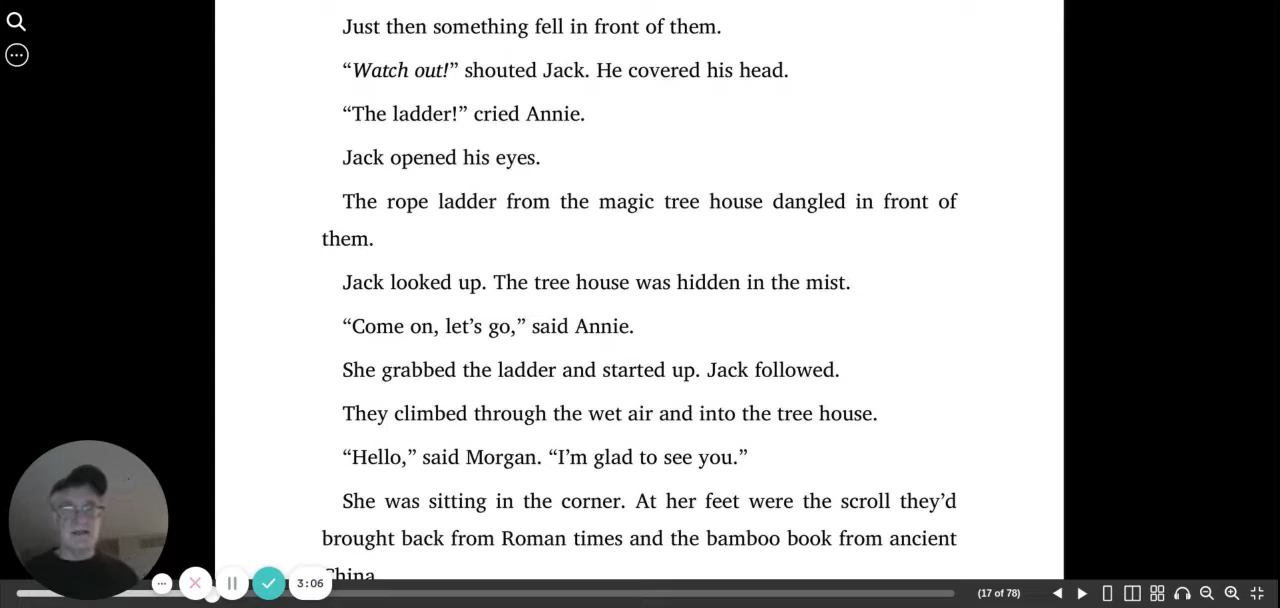 Just then something fell in front of them.
“Watch out!” shouted Jack. He covered his head.
“The ladder!” cried Annie.
Jack opened his eyes.
The rope ladder from the magic tree house dangled in front of
them.
Jack looked up. The tree house was hidden in the mist.
“Come on, let’s go,” said Annie.
She grabbed the ladder and started up. Jack followed.
They climbed through the wet air and into the tree house.
“Hello,” said Morgan. “I’m glad to see you.”
She was sitting in the corner. At her feet were the scroll they’d
brought back from Roman times and the bamboo book from ancient
China
3:06
(17 of 78)